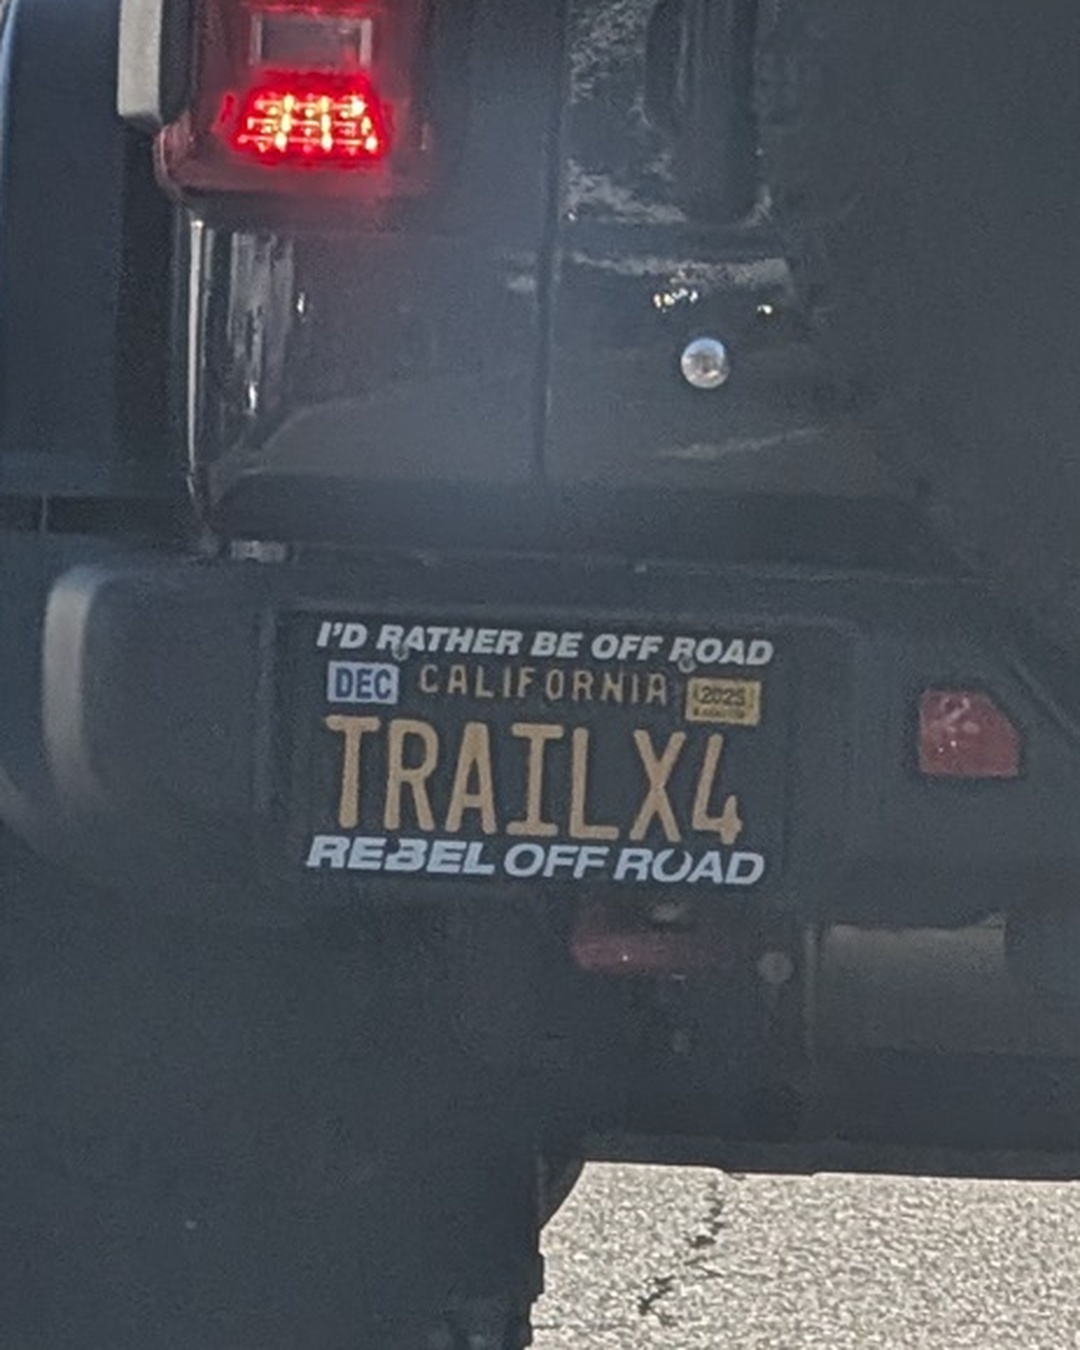 I'D RATHER BE OFF ROAD
DEC CALIFORNIA 2025
TRAILX4
REBEL OFF ROAD